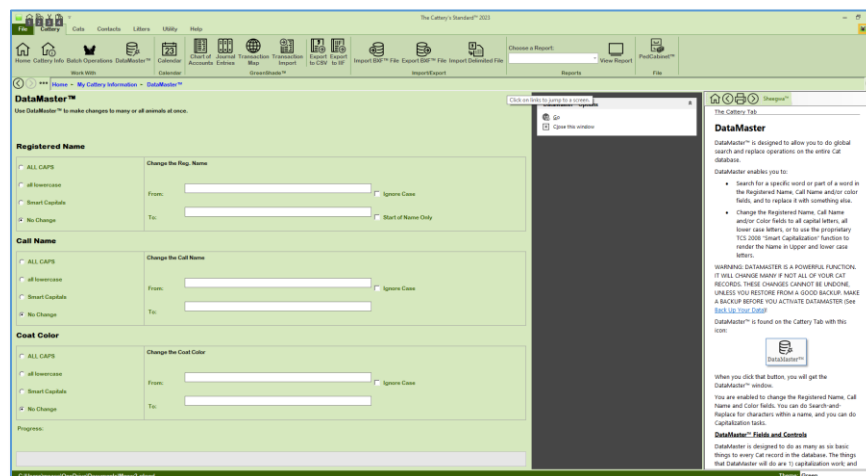 The Cattery's Standard™ 2023
File Cattery Cats Contacts Litters Utility Help
Home Cattery Info Batch Operations DataMaster™ Calendar Chart of Accounts Journal Entries Transaction Map Transaction Import Export to CSV Export to IIF Import BXF™ File Export BXF™ File Import Delimited File Choose a Report: View Report PedCabinet™
Work With Calendar GreenShade™ Import/Export Reports File
Home - My Cattery Information - DataMaster™
Click on links to jump to a screen.
DataMaster™
Use DataMaster™ to make changes to many or all animals at once.
Go
Close this window
Registered Name
ALL CAPS
all lowercase
Smart Capitals
No Change
Change the Reg. Name
From:
Ignore Case
To:
Start of Name Only
Call Name
ALL CAPS
all lowercase
Smart Capitals
No Change
Change the Call Name
From:
Ignore Case
To:
Coat Color
ALL CAPS
all lowercase
Smart Capitals
No Change
Change the Coat Color
From:
Ignore Case
To:
Progress:
The Cattery Tab
DataMaster
DataMaster™ is designed to allow you to do global
search and replace operations on the entire Cat
database.
DataMaster enables you to:
• Search for a specific word or part of a word in
the Registered Name, Call Name and/or color
fields, and to replace it with something else.
• Change the Registered Name, Call Name
and/or Color fields to all capital letters, all
lower case letters, or to use the proprietary
TCS 2008 "Smart Capitalization" function to
render the Name in Upper and lower case
letters.
WARNING: DATAMASTER IS A POWERFUL FUNCTION.
IT WILL CHANGE MANY IF NOT ALL OF YOUR CAT
RECORDS. THESE CHANGES CANNOT BE UNDONE,
UNLESS YOU RESTORE FROM A GOOD BACKUP. MAKE
A BACKUP BEFORE YOU ACTIVATE DATAMASTER (See
Back Up Your Data)!
DataMaster™ is found on the Cattery Tab with this
icon:
DataMaster™
When you click that button, you will get the
DataMaster™ window.
You are enabled to change the Registered Name, Call
Name and Color fields. You can do Search-and-
Replace for characters within a name, and you can do
Capitalization tasks.
DataMaster™ Fields and Controls
DataMaster is designed to do as many as six basic
things to every Cat record in the database. The things
that DataMaster will do are 1) capitalization work; and
Theme Green